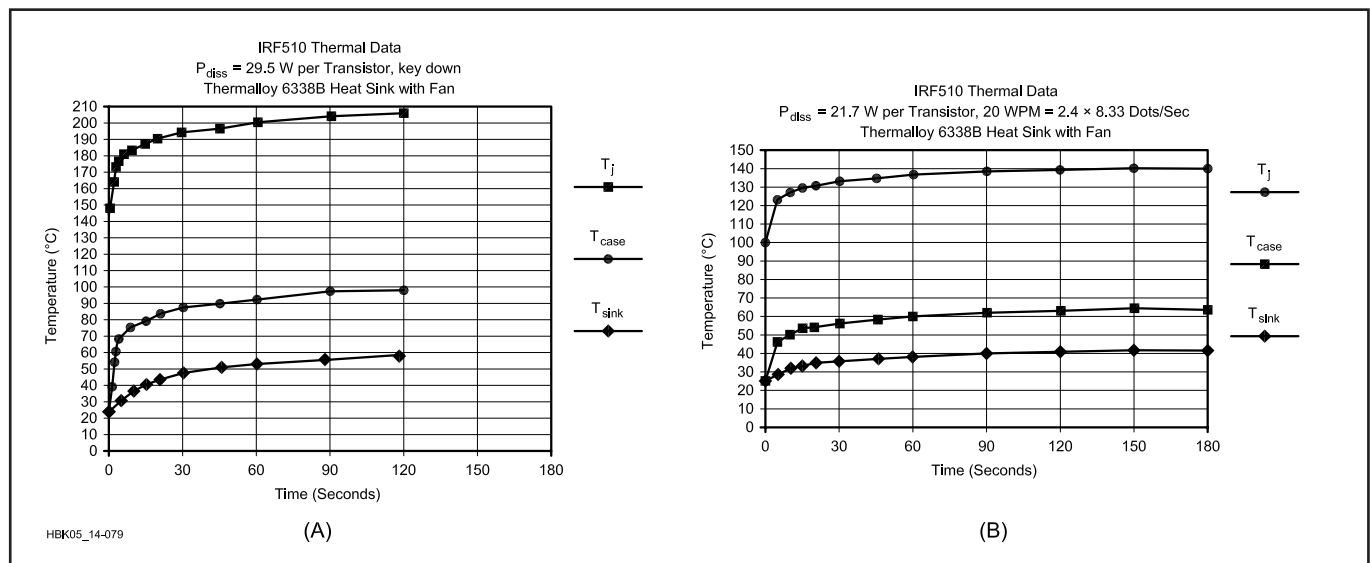 IRF510 Thermal Data
Pdiss = 29.5 W per Transistor, key down
Thermalloy 6338B Heat Sink with Fan
210
200
190
180
170
160
150
140
130
120
110
100
90
80
70
60
50
40
30
20
10
0
Temperature (°C)
0 30 60 90 120 180
Time (Seconds)
Tj
Tcase
Tsink
(A)
HBK05_14-079
IRF510 Thermal Data
Pdiss = 21.7 W per Transistor, 20 WPM = 2.4 × 8.33 Dots/Sec
Thermalloy 6338B Heat Sink with Fan
150
140
130
120
110
100
90
80
70
60
50
40
30
20
10
0
Temperature (°C)
0 30 60 90 120 150 180
Time (Seconds)
Tj
Tcase
Tsink
(B)